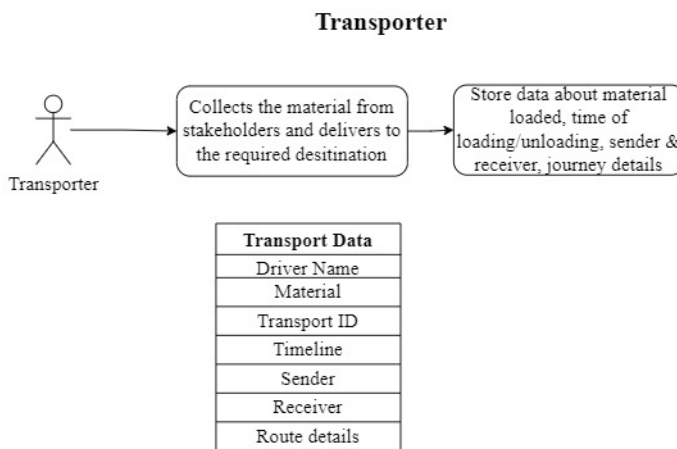 Transporter
Collects the material from
stakeholders and delivers to
the required desitination
Store data about material
loaded, time of
loading/unloading, sender &
receiver, journey details
Transporter
Transport Data
Driver Name
Material
Transport ID
Timeline
Sender
Receiver
Route details